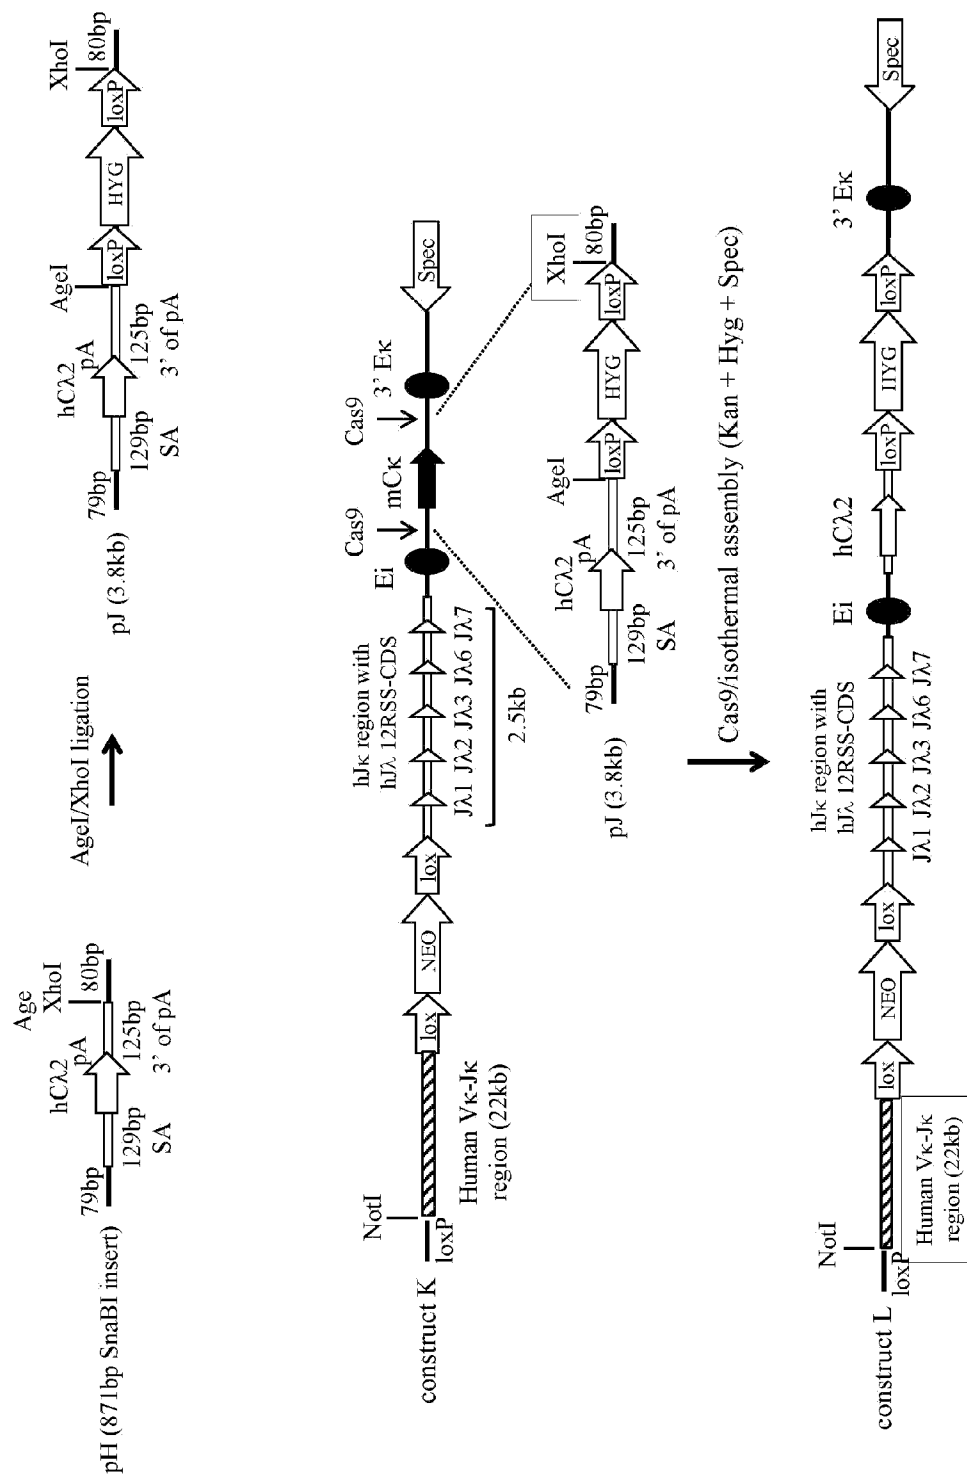 pH (871bp SnaBI insert)
79bp
129bp
SA
hCλ2
pA
125bp
3’ of pA
Age
XhoI
80bp
AgeI/XhoI ligation
pJ (3.8kb)
79bp
129bp
SA
hCλ2
pA
125bp
3’ of pA
AgeI
loxP
HYG
loxP
XhoI
80bp
construct K
loxP
NotI
Human Vκ-Jκ
region (22kb)
lox
NEO
lox
hJκ region with
hJλ 12RSS-CDS
Jλ1 Jλ2 Jλ3 Jλ6 Jλ7
2.5kb
Ei
Cas9
mCκ
Cas9
3’ Eκ
Spec
pJ (3.8kb)
79bp
129bp
SA
hCλ2
pA
125bp
3’ of pA
AgeI
loxP
HYG
loxP
XhoI
80bp
Cas9/isothermal assembly (Kan + Hyg + Spec)
construct L
loxP
NotI
Human Vκ-Jκ
region (22kb)
lox
NEO
lox
hJκ region with
hJλ 12RSS-CDS
Jλ1 Jλ2 Jλ3 Jλ6 Jλ7
Ei
hCλ2
loxP
HYG
loxP
3’ Eκ
Spec